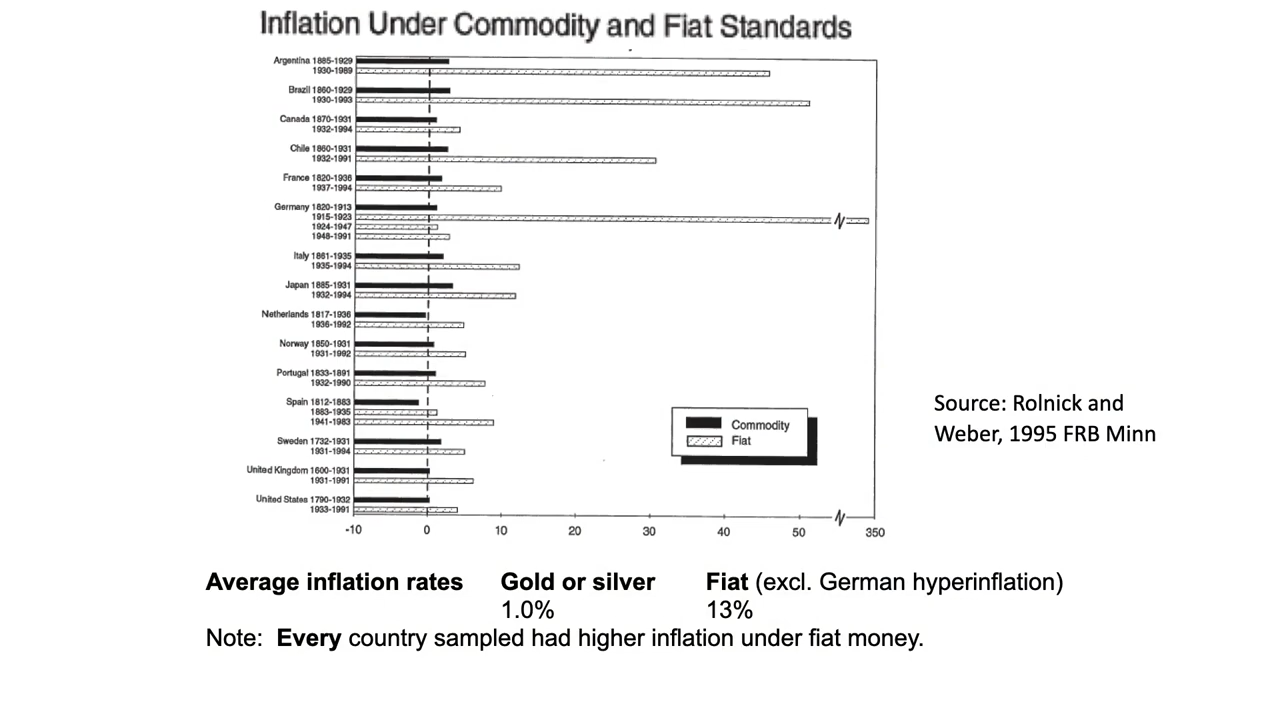 Inflation Under Commodity and Fiat Standards
Argentina 1885-1929
1930-1989
Brazil 1860-1929
1930-1993
Canada 1870-1931
1932-1994
Chile 1860-1931
1932-1991
France 1820-1936
1937-1994
Germany 1820-1913
1915-1923
1924-1947
1948-1991
Italy 1861-1935
1935-1994
Japan 1885-1931
1932-1994
Netherlands 1817-1936
1936-1992
Norway 1850-1931
1931-1992
Portugal 1833-1891
1932-1990
Spain 1812-1883
1883-1935
1941-1983
Sweden 1732-1931
1931-1994
United Kingdom 1600-1931
1931-1991
United States 1790-1932
1933-1991
Commodity
Fiat
-10 0 10 20 30 40 50 350
Source: Rolnick and
Weber, 1995 FRB Minn
Average inflation rates Gold or silver Fiat (excl. German hyperinflation)
1.0% 13%
Note: Every country sampled had higher inflation under fiat money.